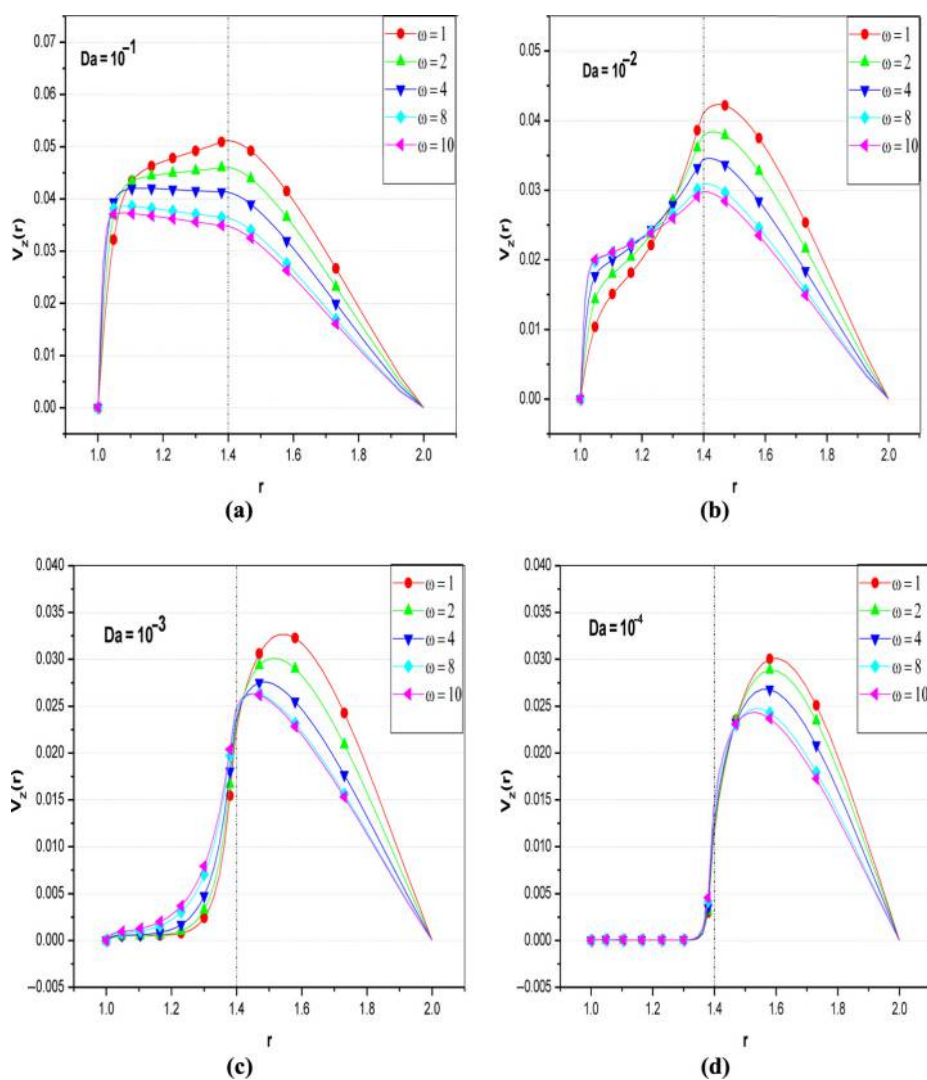 Da = 10⁻¹
ω = 1
ω = 2
ω = 4
ω = 8
ω = 10
0.07
0.06
0.05
0.04
0.03
0.02
0.01
0.00
V_z(r)
1.0 1.2 1.4 1.6 1.8 2.0
r
(a)
Da = 10⁻²
ω = 1
ω = 2
ω = 4
ω = 8
ω = 10
0.05
0.04
0.03
0.02
0.01
0.00
V_z(r)
1.0 1.2 1.4 1.6 1.8 2.0
r
(b)
Da = 10⁻³
ω = 1
ω = 2
ω = 4
ω = 8
ω = 10
0.040
0.035
0.030
0.025
0.020
0.015
0.010
0.005
0.000
−0.005
V_z(r)
1.0 1.2 1.4 1.6 1.8 2.0
r
(c)
Da = 10⁻⁴
ω = 1
ω = 2
ω = 4
ω = 8
ω = 10
0.040
0.035
0.030
0.025
0.020
0.015
0.010
0.005
0.000
−0.005
V_z(r)
1.0 1.2 1.4 1.6 1.8 2.0
r
(d)